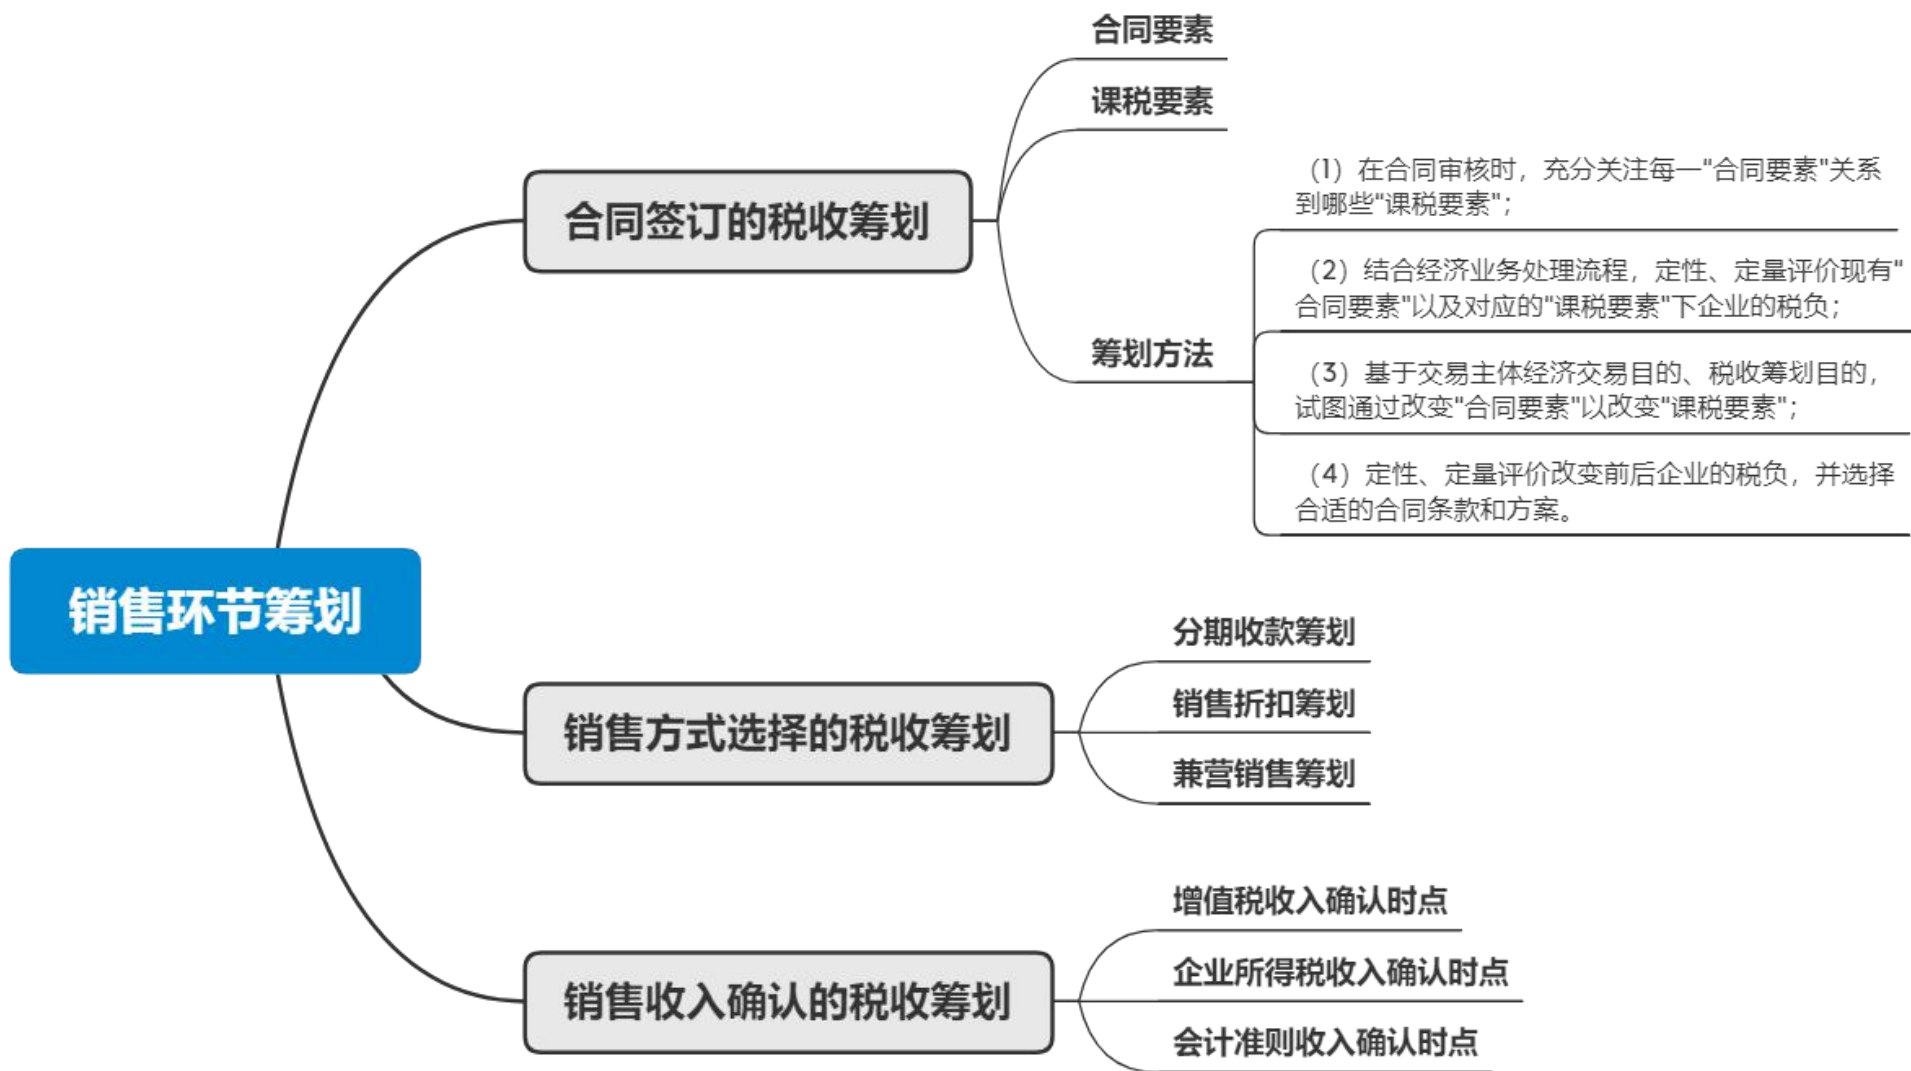 合同要素
课税要素
合同签订的税收筹划
（1）在合同审核时，充分关注每一"合同要素"关系
到哪些"课税要素"；
（2）结合经济业务处理流程，定性、定量评价现有"
合同要素"以及对应的"课税要素"下企业的税负；
筹划方法
（3）基于交易主体经济交易目的、税收筹划目的，
试图通过改变"合同要素"以改变"课税要素"；
（4）定性、定量评价改变前后企业的税负，并选择
合适的合同条款和方案。
销售环节筹划
分期收款筹划
销售方式选择的税收筹划
销售折扣筹划
兼营销售筹划
增值税收入确认时点
销售收入确认的税收筹划
企业所得税收入确认时点
会计准则收入确认时点